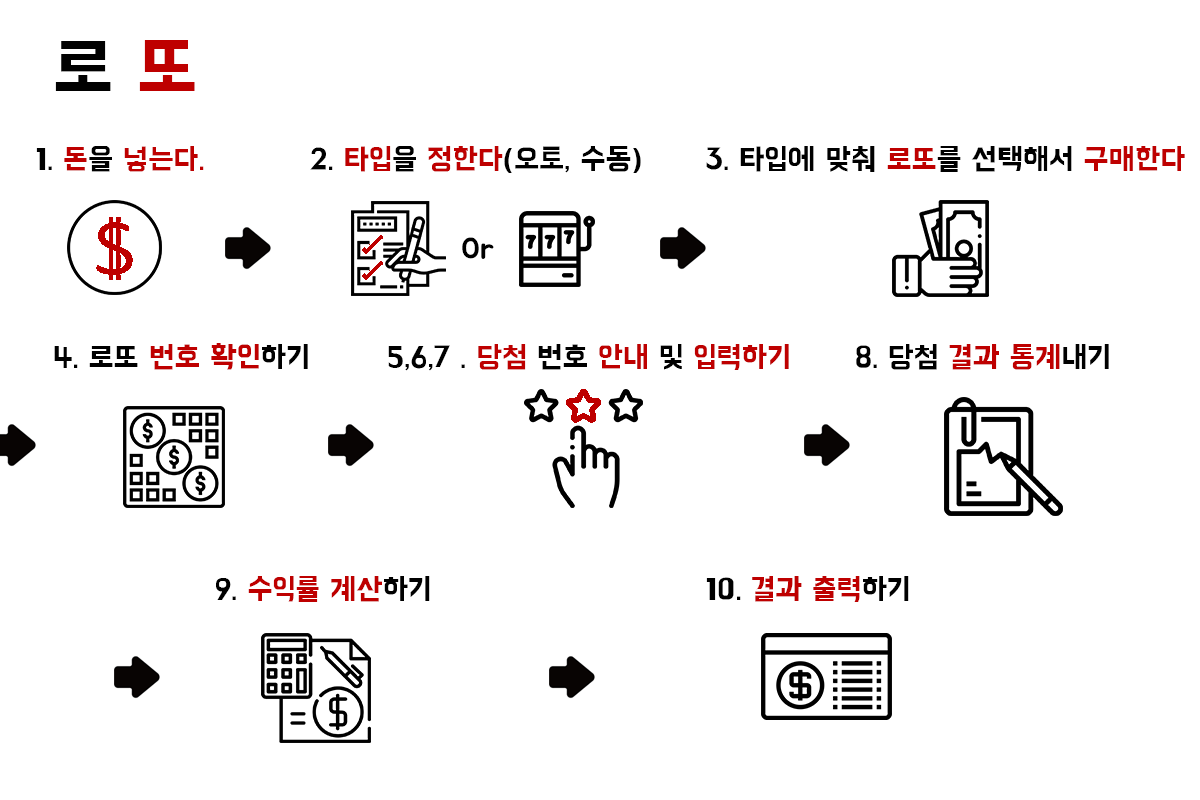 로 또
1. 돈을 넣는다.
2. 타입을 정한다(오토, 수동)
3. 타입에 맞춰 로또를 선택해서 구매한다
$
Or
777
4. 로또 번호 확인하기
5,6,7 . 당첨 번호 안내 및 입력하기
8. 당첨 결과 통계내기
$
$
$
9. 수익률 계산하기
10. 결과 출력하기
= $
$